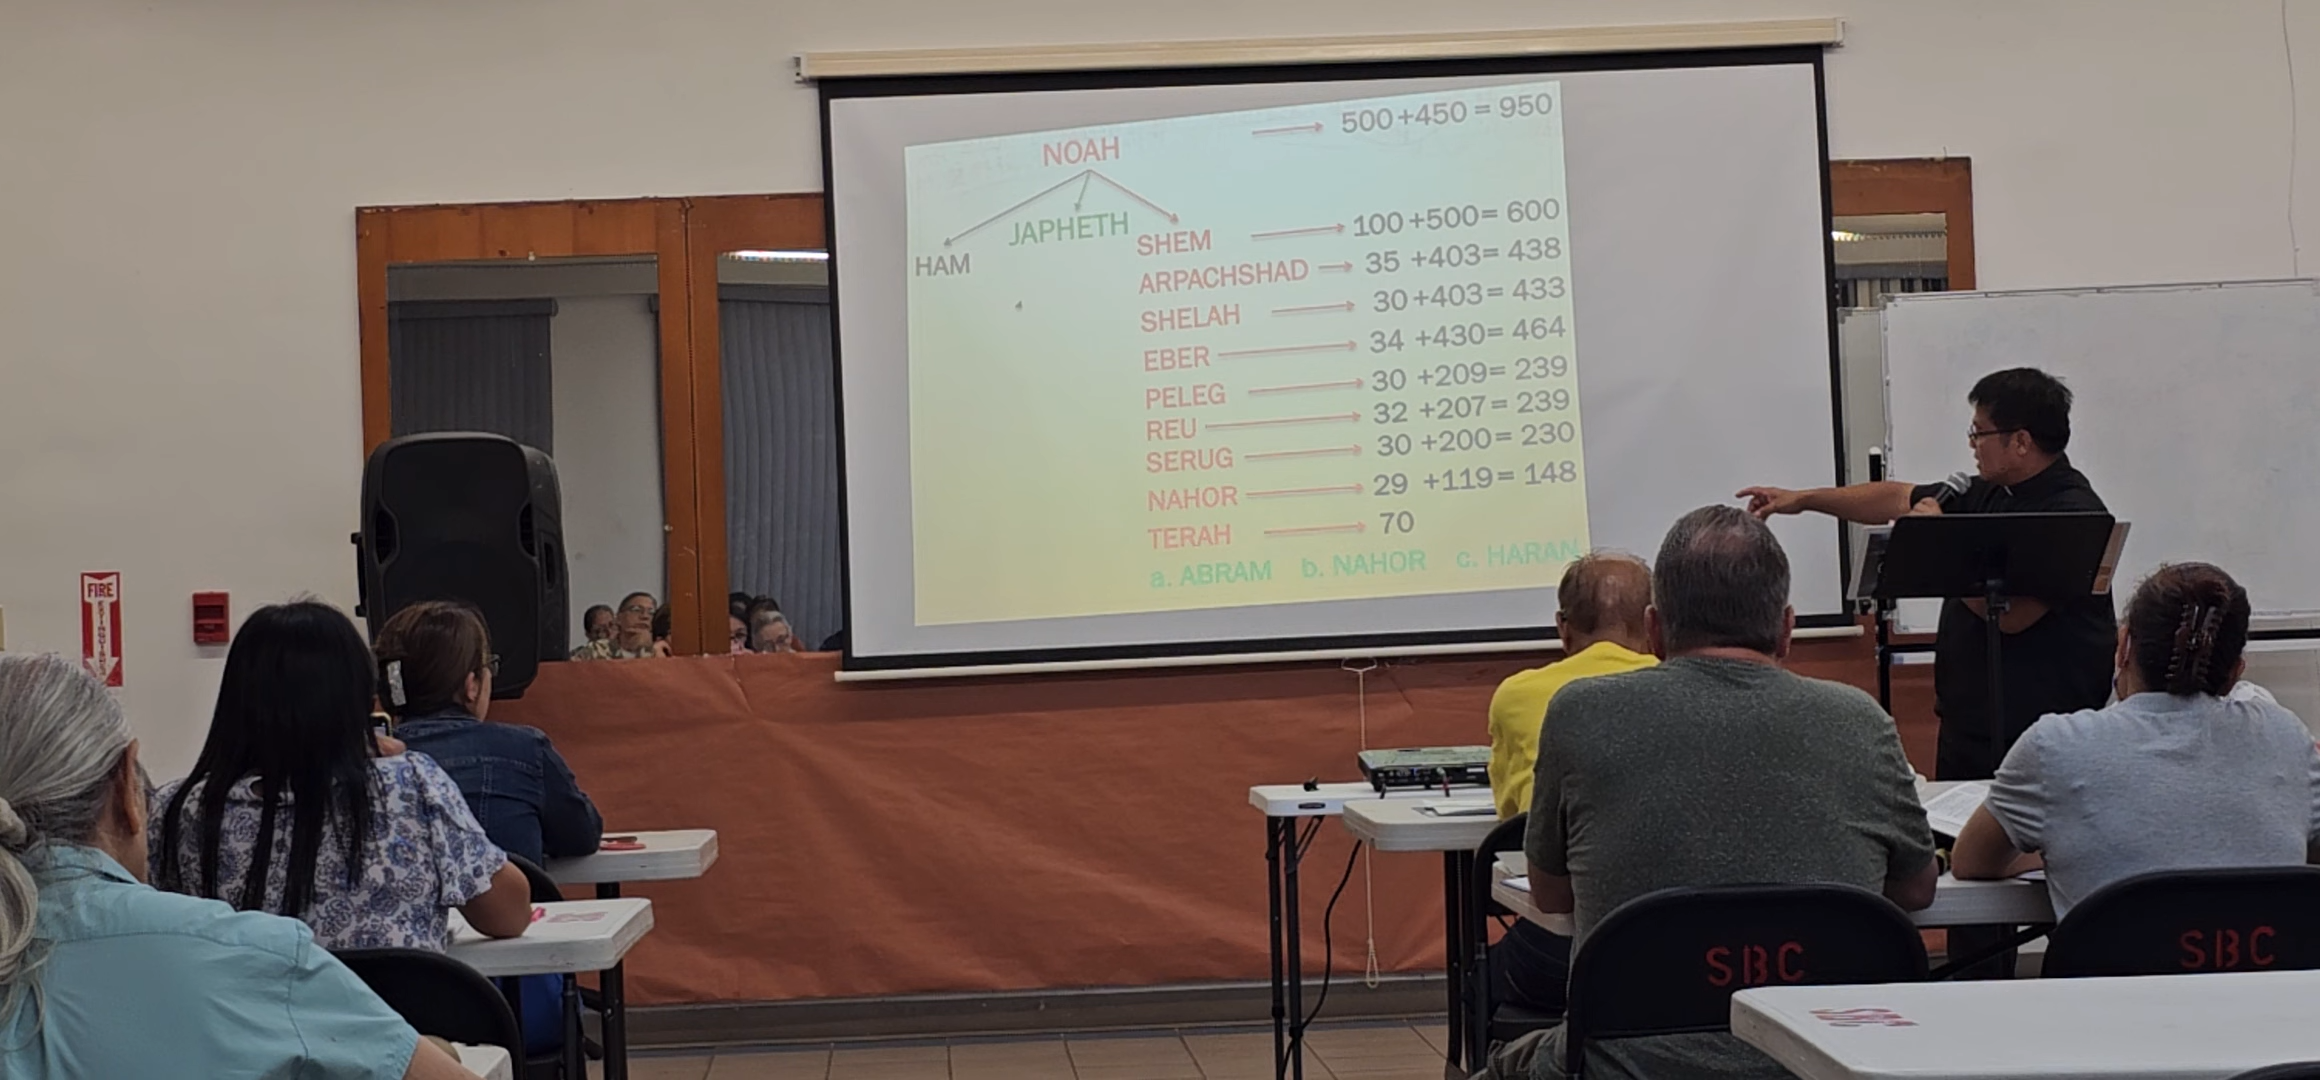 NOAH → 500 +450 = 950
HAM JAPHETH SHEM → 100 +500= 600
ARPACHSHAD → 35 +403= 438
SHELAH → 30 +403= 433
EBER → 34 +430= 464
PELEG → 30 +209= 239
REU → 32 +207= 239
SERUG → 30 +200= 230
NAHOR → 29 +119= 148
TERAH → 70
a. ABRAM b. NAHOR c. HARAN
FIRE
EXTINGUISHER
SBC
SBC
SBC